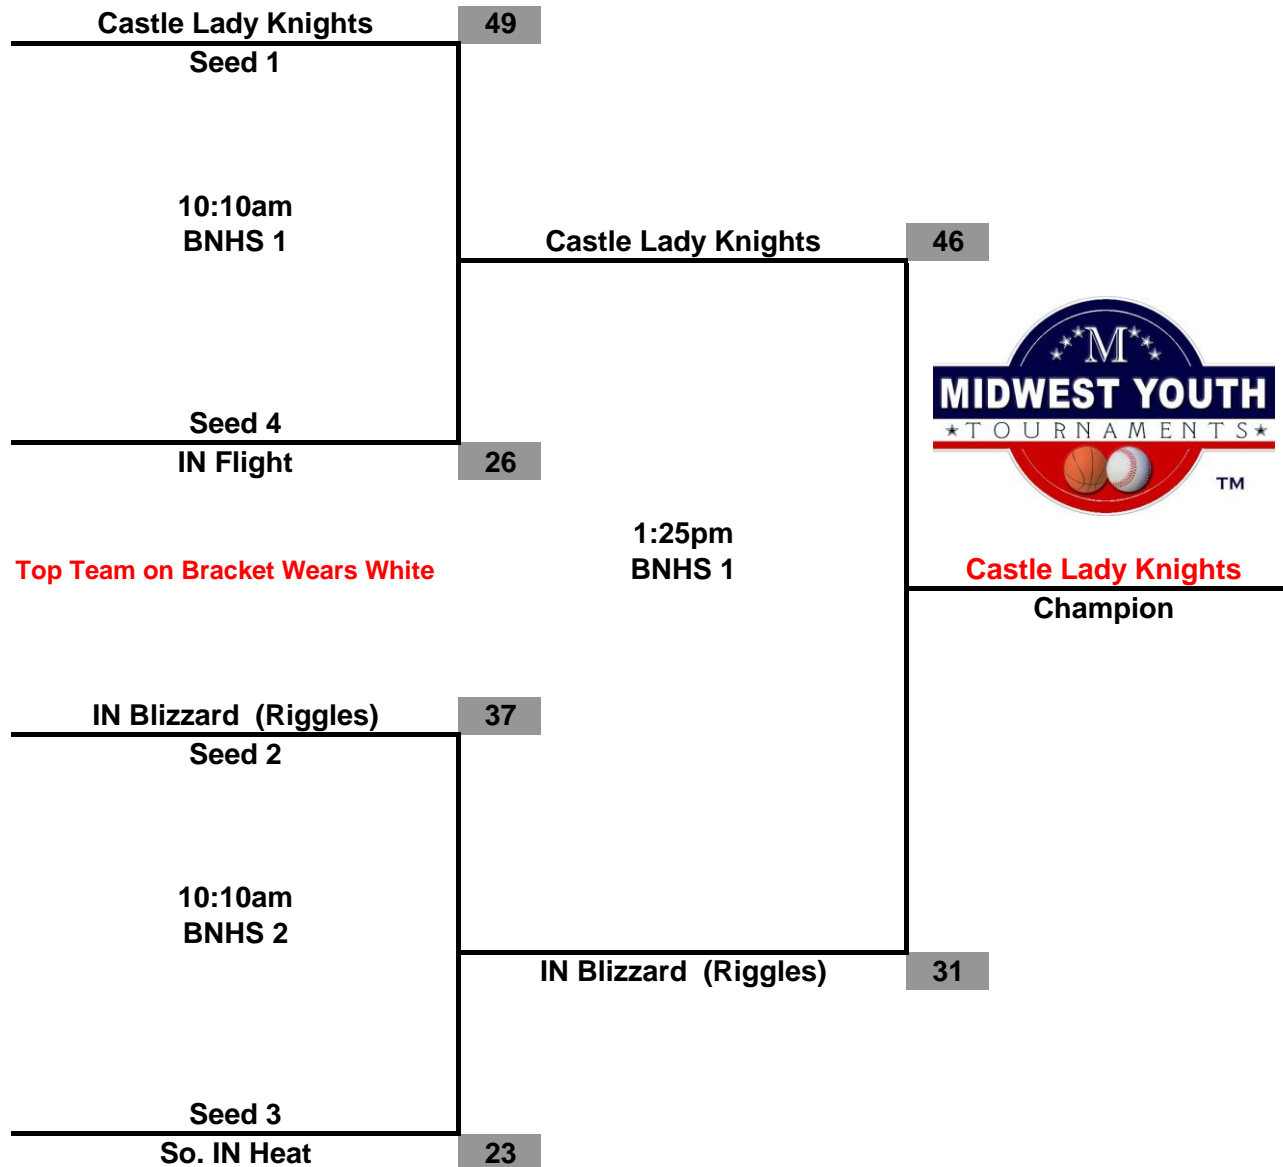 Castle Lady Knights 49
Seed 1
10:10am
BNHS 1
Castle Lady Knights 46
M
MIDWEST YOUTH
TOURNAMENTS
TM
Seed 4
IN Flight 26
1:25pm
BNHS 1
Top Team on Bracket Wears White
Castle Lady Knights
Champion
IN Blizzard (Riggles) 37
Seed 2
10:10am
BNHS 2
IN Blizzard (Riggles) 31
Seed 3
So. IN Heat 23